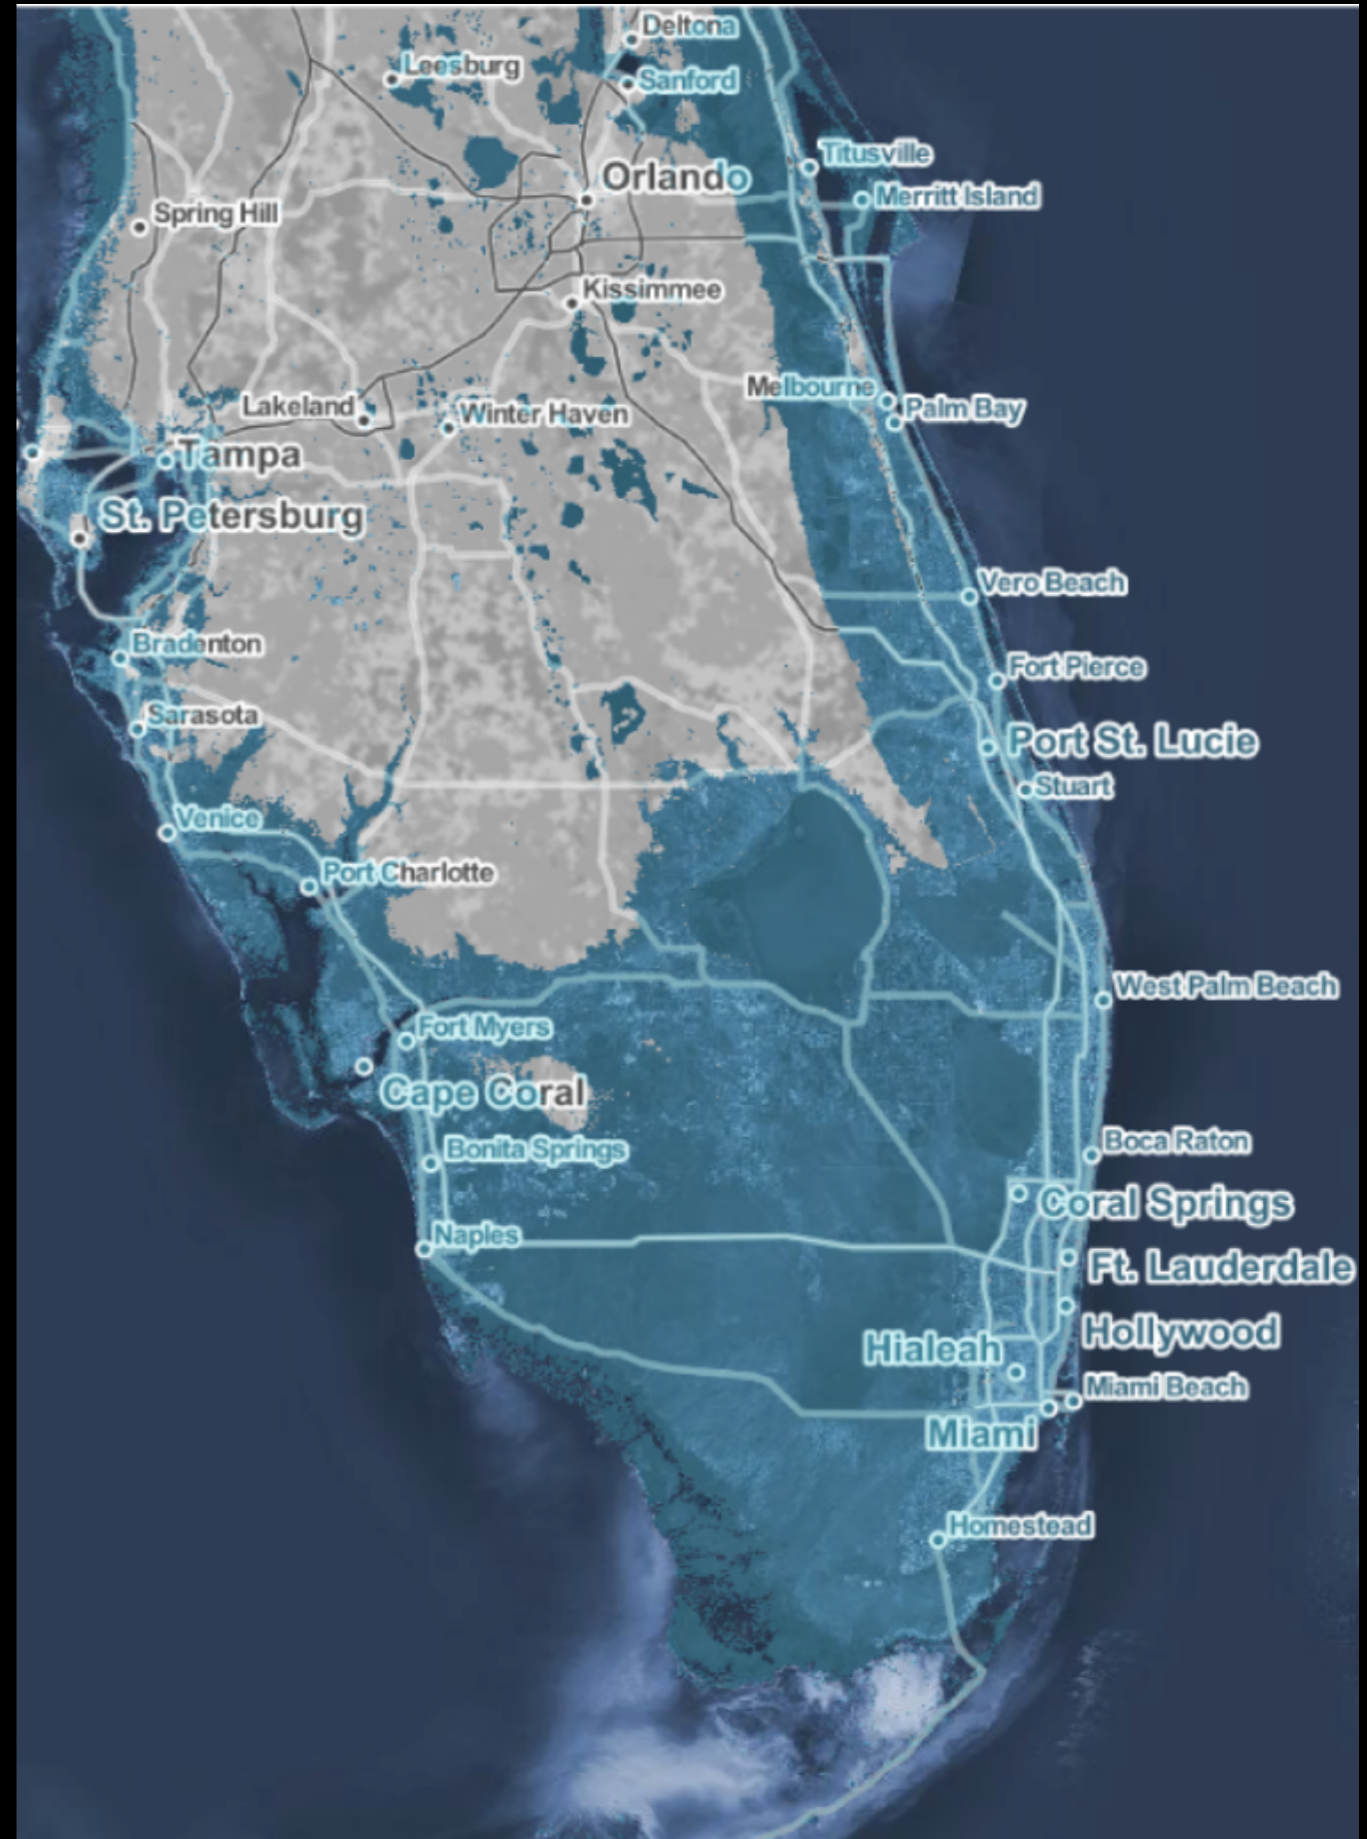 Deltona
Leesburg
Sanford
Titusville
Orlando
Merritt Island
Spring Hill
Kissimmee
Melbourne
Palm Bay
Lakeland
Winter Haven
Tampa
St. Petersburg
Vero Beach
Bradenton
Fort Pierce
Sarasota
Port St. Lucie
Stuart
Venice
Port Charlotte
West Palm Beach
Fort Myers
Cape Coral
Boca Raton
Bonita Springs
Coral Springs
Naples
Ft. Lauderdale
Hollywood
Hialeah
Miami Beach
Miami
Homestead